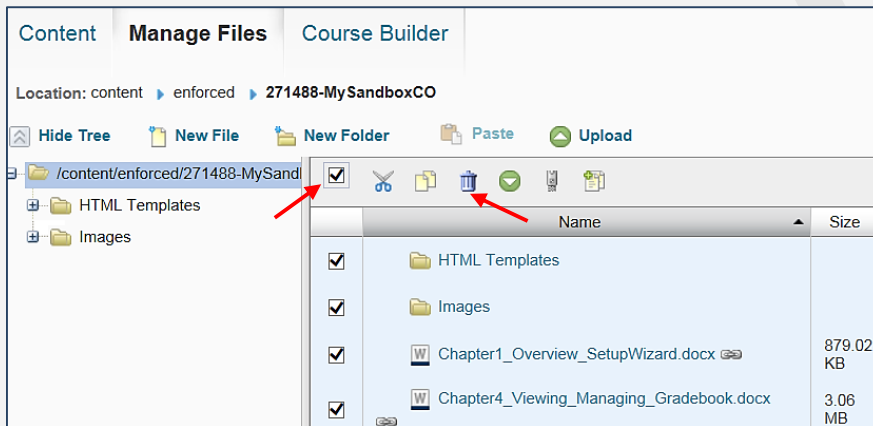 Content Manage Files Course Builder
Location: content enforced 271488-MySandboxCO
Hide Tree New File New Folder Paste Upload
/content/enforced/271488-MySand
HTML Templates
Images
Name Size
HTML Templates
Images
Chapter1_Overview_SetupWizard.docx 879.02 KB
Chapter4_Viewing_Managing_Gradebook.docx 3.06 MB